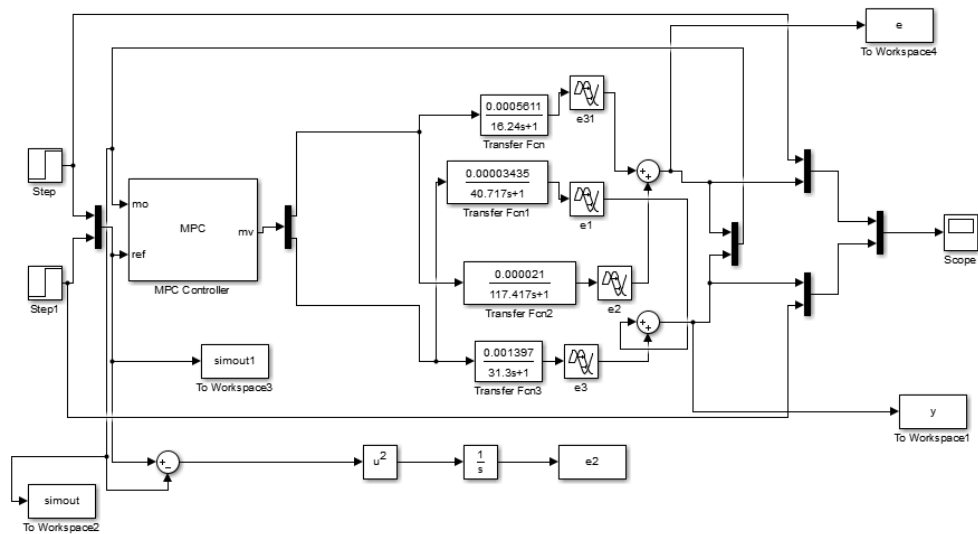 e
To Workspace4
0.0005611
16.24s+1
Transfer Fcn
e31
Step
mo
MPC
mv
ref
MPC Controller
0.00003435
40.717s+1
Transfer Fcn1
e1
Scope
Step1
0.000021
117.417s+1
Transfer Fcn2
e2
simout1
To Workspace3
0.001397
31.3s+1
Transfer Fcn3
e3
y
To Workspace1
u2
1
s
e2
simout
To Workspace2